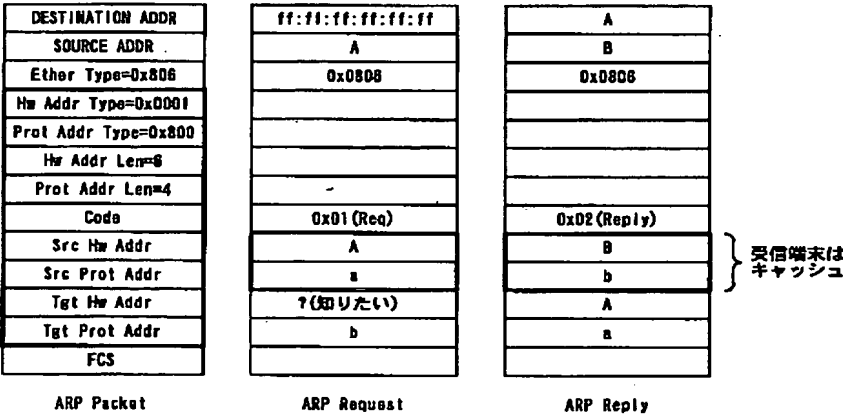 DESTINATION ADDR
SOURCE ADDR
Ether Type=0x806
Hw Addr Type=0x0001
Prot Addr Type=0x800
Hw Addr Len=6
Prot Addr Len=4
Code
Src Hw Addr
Src Prot Addr
Tgt Hw Addr
Tgt Prot Addr
FCS
ARP Packet
ff:ff:ff:ff:ff:ff
A
0x0806
0x01(Req)
A
a
?(知りたい)
b
ARP Request
A
B
0x0806
0x02(Reply)
B
b
A
a
ARP Reply
受信端末は
キャッシュ